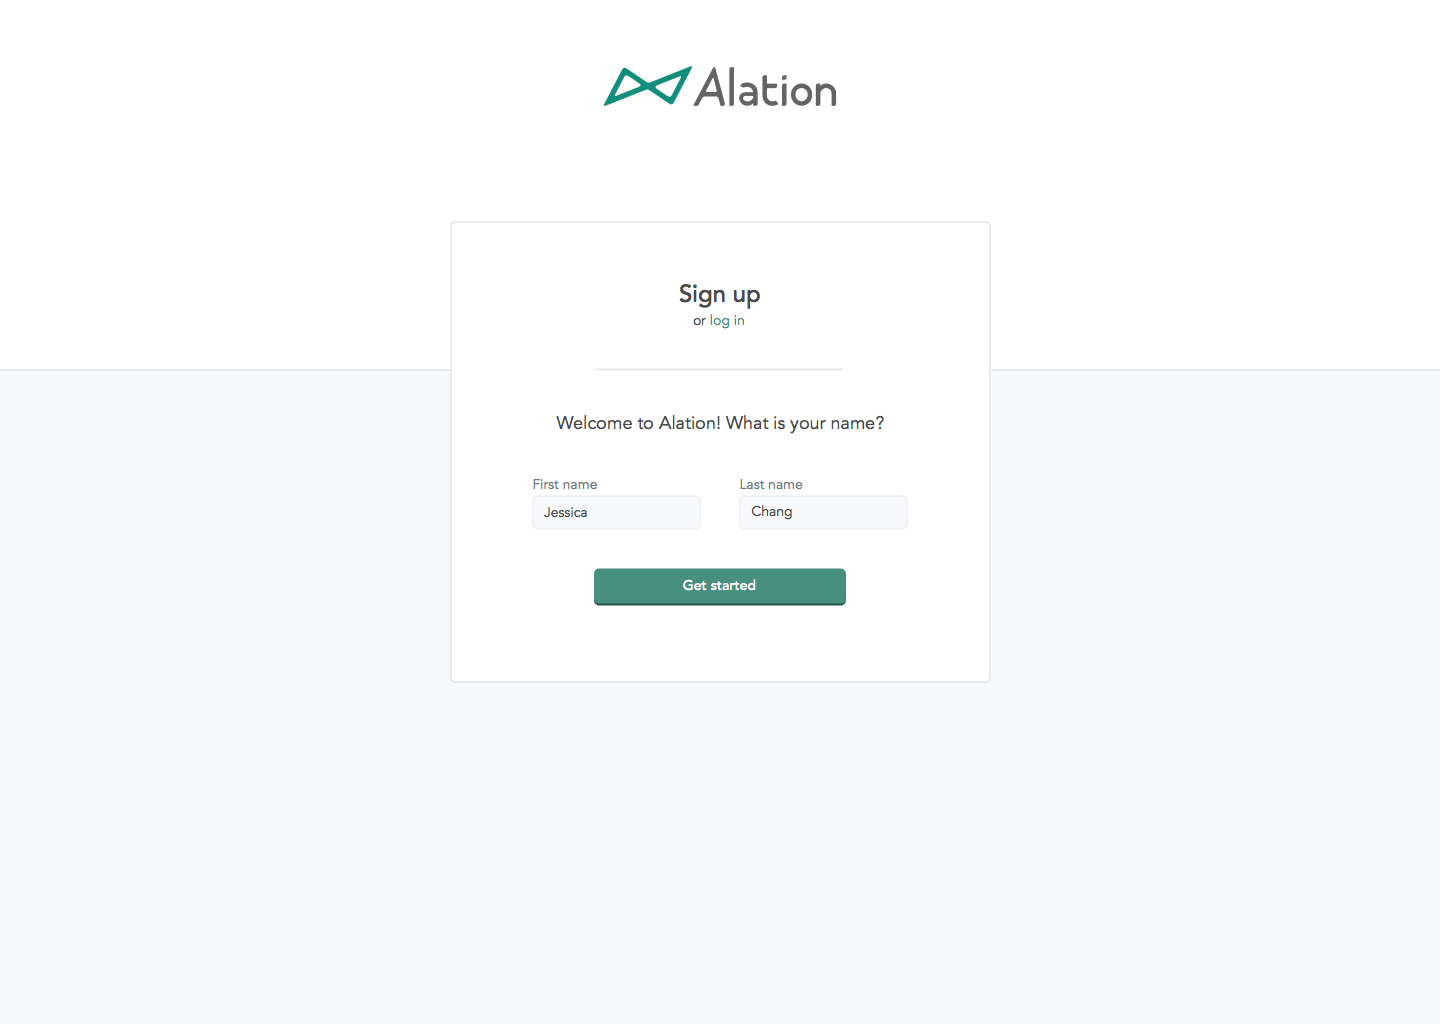 Alation
Sign up
or log in
Welcome to Alation! What is your name?
First name
Last name
Jessica
Chang
Get started